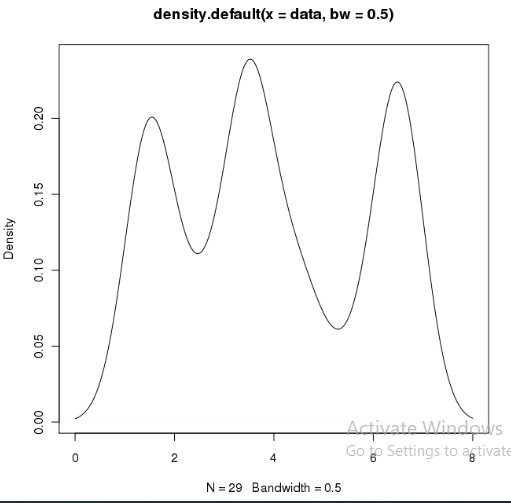 density.default(x = data, bw = 0.5)
Density
0.00
0.05
0.10
0.15
0.20
0 2 4 6 8
N = 29 Bandwidth = 0.5
Activate Windows
Go to Settings to activate